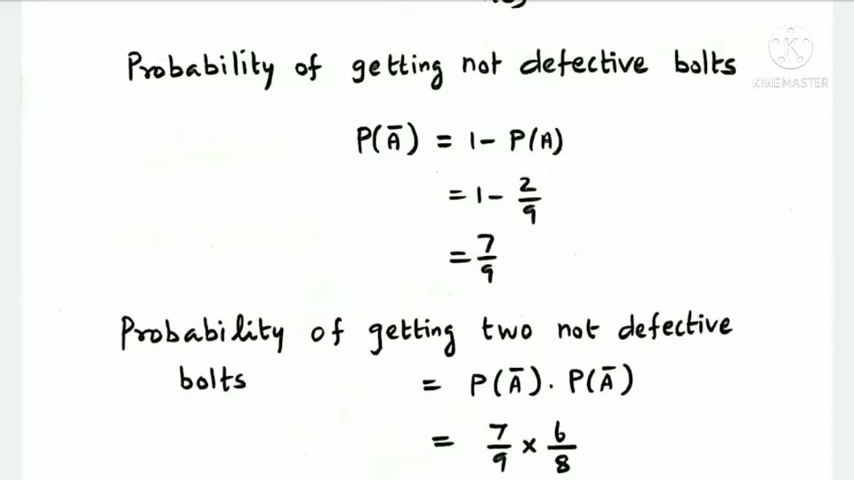 Probability of getting not defective bolts
KINEMASTER
P(Ā) = 1 - P(A)
= 1 - 2/9
= 7/9
Probability of getting two not defective
bolts = P(Ā) . P(Ā)
= 7/9 × 6/8